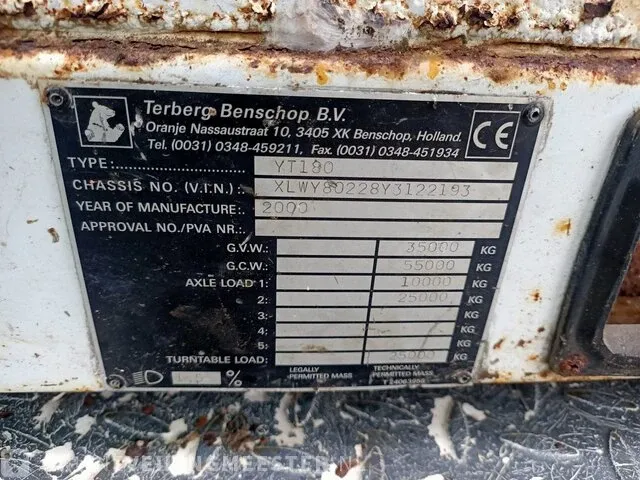 Terberg Benschop B.V.
Oranje Nassaustraat 10, 3405 XK Benschop, Holland.
Tel. (0031) 0348-459211, Fax. (0031) 0348-451934
CE
TYPE: YT180
CHASSIS NO. (V.I.N.): XLWY80228Y3122193
YEAR OF MANUFACTURE: 2000
APPROVAL NO./PVA NR.:
G.V.W.: 35000 KG
G.C.W.: 55000 KG
AXLE LOAD 1: 10000 KG
2: 25000 KG
3: KG
4: KG
5: KG
TURNTABLE LOAD: 25000 KG
LEGALLY PERMITTED MASS
TECHNICALLY PERMITTED MASS
%